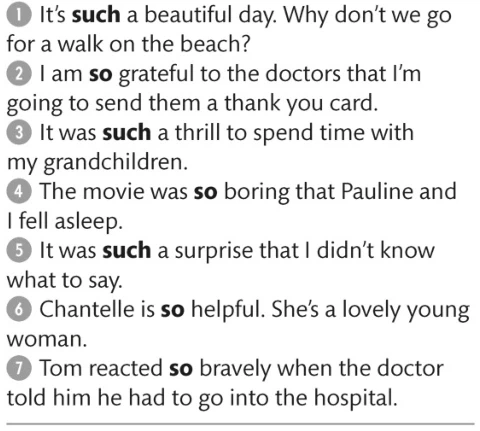 1 It’s such a beautiful day. Why don’t we go
for a walk on the beach?
2 I am so grateful to the doctors that I’m
going to send them a thank you card.
3 It was such a thrill to spend time with
my grandchildren.
4 The movie was so boring that Pauline and
I fell asleep.
5 It was such a surprise that I didn’t know
what to say.
6 Chantelle is so helpful. She’s a lovely young
woman.
7 Tom reacted so bravely when the doctor
told him he had to go into the hospital.